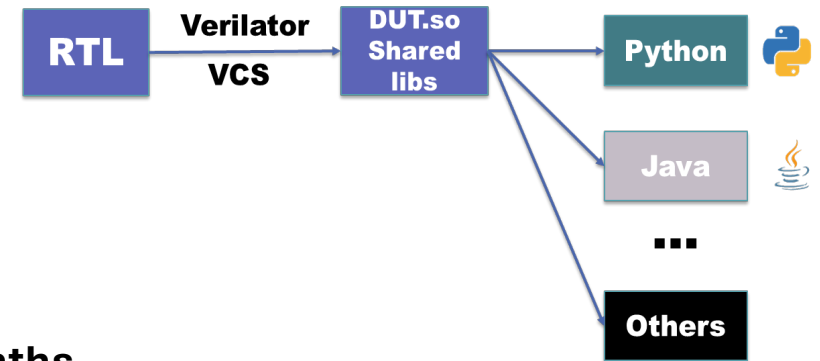 RTL
Verilator
VCS
DUT.so
Shared
libs
Python
Java
...
Others